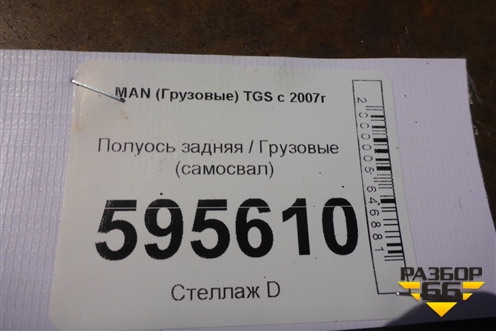 MAN (Грузовые) TGS с 2007г
Полуось задняя / Грузовые
(самосвал)
595610
Стеллаж D
2000005646881
РАЗБОР
66